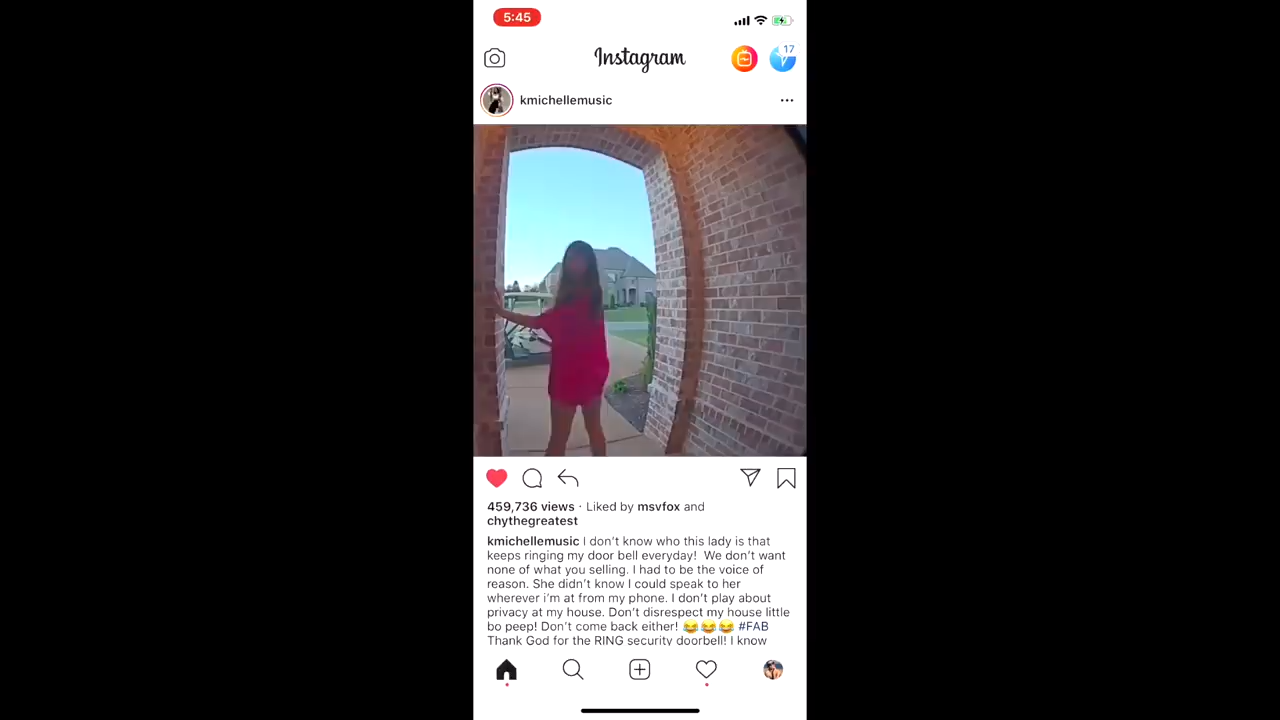 5:45
Instagram
17
kmichellemusic
459,736 views · Liked by msvfox and
chythegreatest
kmichellemusic I don't know who this lady is that
keeps ringing my door bell everyday!  We don't want
none of what you selling. I had to be the voice of
reason. She didn't know I could speak to her
wherever i'm at from my phone. I don't play about
privacy at my house. Don't disrespect my house little
bo peep! Don't come back either! 😂😂😂 #FAB
Thank God for the RING security doorbell! I know